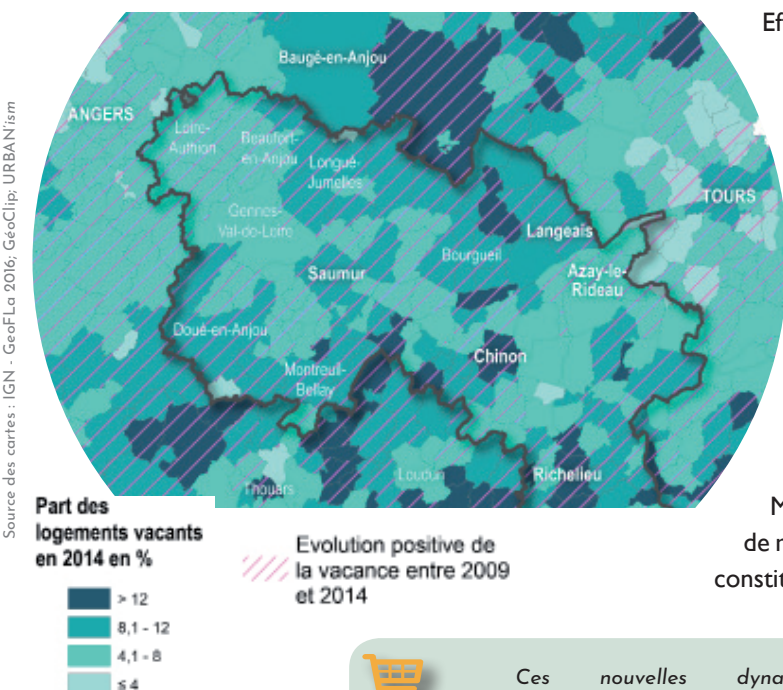 Ef
Baugé-en-Anjou
ANGERS
Loire-
Authion
Beaufort-
en-Anjou
Longué-
Jumelles
TOURS
Gennes-
Val-de-Loire
Langeais
Bourgueil
Saumur
Azay-le-
Rideau
Doué-en-Anjou
Chinon
Montreuil-
Bellay
Loudun
Richelieu
Thouars
Source des cartes : IGN - GeoFLa 2016; GéoClip; URBAN'ism
Part des
logements vacants
en 2014 en %
> 12
8,1 - 12
4,1 - 8
≤ 4
Evolution positive de
la vacance entre 2009
et 2014
M
de n
constit
Ces nouvelles dyna